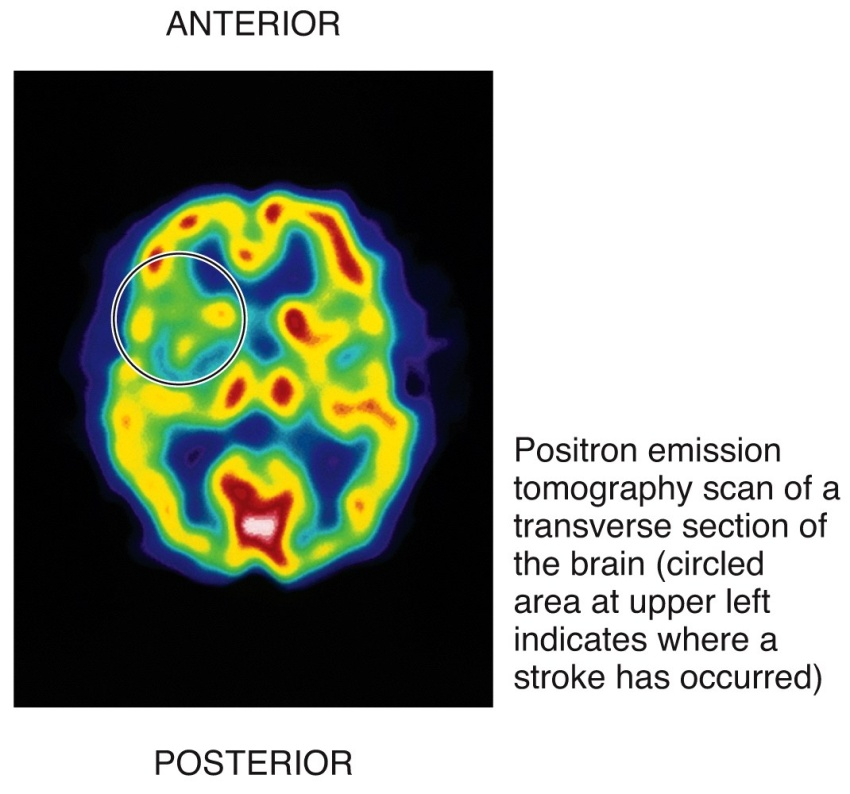 ANTERIOR
Positron emission
tomography scan of a
transverse section of
the brain (circled
area at upper left
indicates where a
stroke has occurred)
POSTERIOR